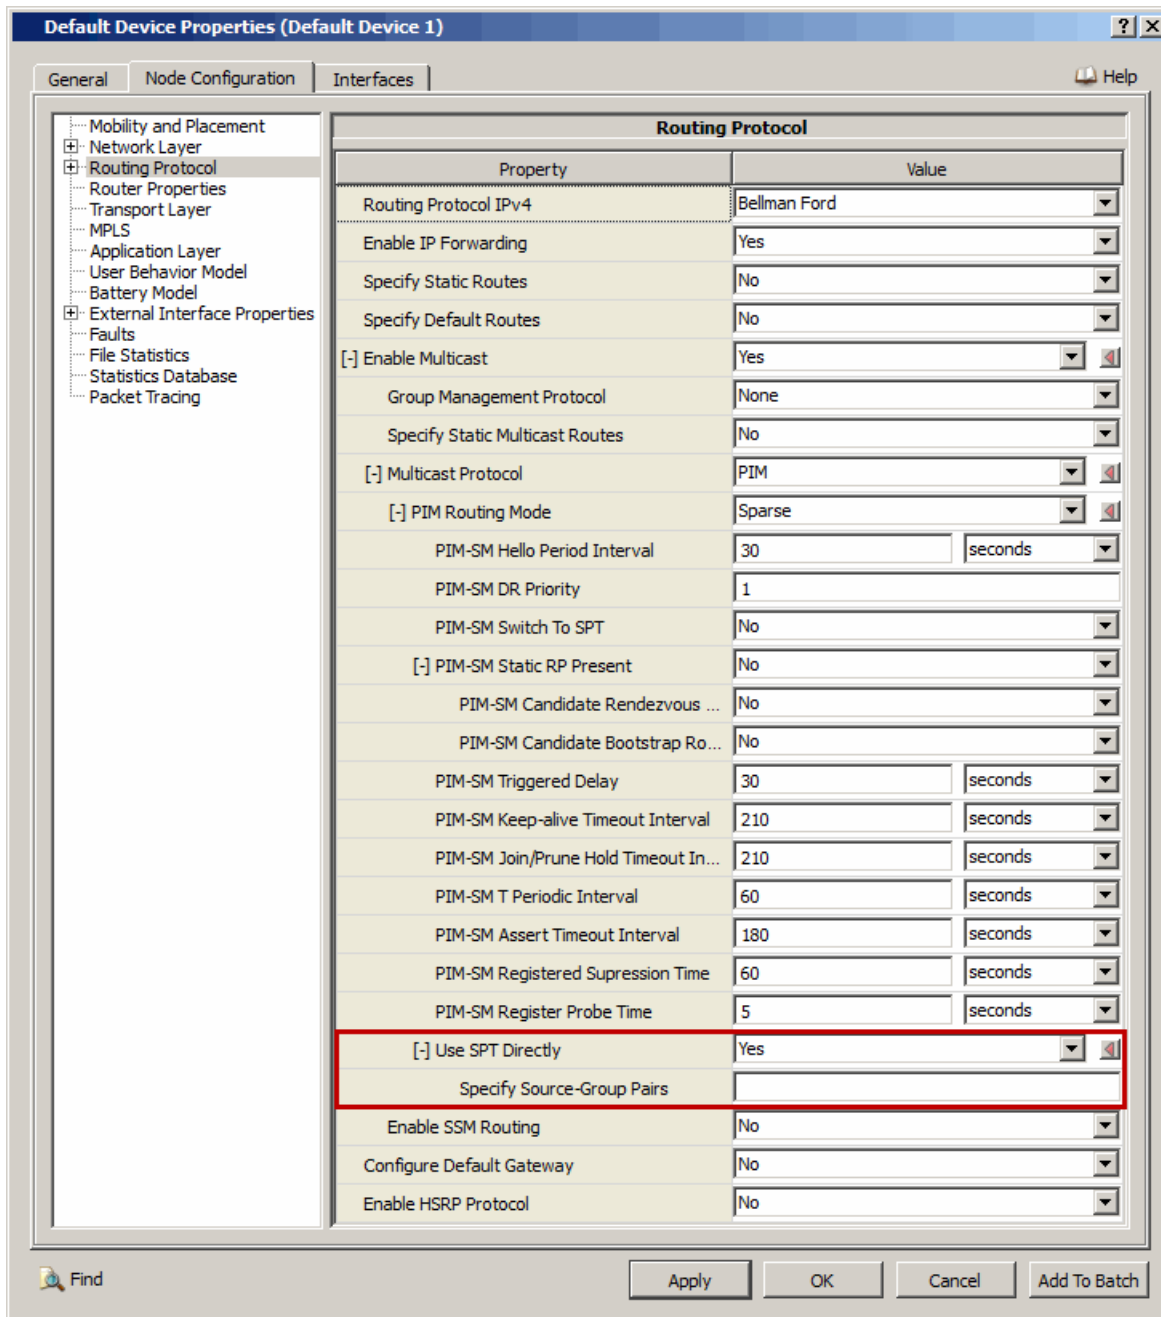 Default Device Properties (Default Device 1)
General Node Configuration Interfaces Help
Mobility and Placement
Network Layer
Routing Protocol
Router Properties
Transport Layer
MPLS
Application Layer
User Behavior Model
Battery Model
External Interface Properties
Faults
File Statistics
Statistics Database
Packet Tracing
Routing Protocol
Property Value
Routing Protocol IPv4 Bellman Ford
Enable IP Forwarding Yes
Specify Static Routes No
Specify Default Routes No
[-] Enable Multicast Yes
Group Management Protocol None
Specify Static Multicast Routes No
[-] Multicast Protocol PIM
[-] PIM Routing Mode Sparse
PIM-SM Hello Period Interval 30 seconds
PIM-SM DR Priority 1
PIM-SM Switch To SPT No
[-] PIM-SM Static RP Present No
PIM-SM Candidate Rendezvous ... No
PIM-SM Candidate Bootstrap Ro... No
PIM-SM Triggered Delay 30 seconds
PIM-SM Keep-alive Timeout Interval 210 seconds
PIM-SM Join/Prune Hold Timeout In... 210 seconds
PIM-SM T Periodic Interval 60 seconds
PIM-SM Assert Timeout Interval 180 seconds
PIM-SM Registered Supression Time 60 seconds
PIM-SM Register Probe Time 5 seconds
[-] Use SPT Directly Yes
Specify Source-Group Pairs
Enable SSM Routing No
Configure Default Gateway No
Enable HSRP Protocol No
Find Apply OK Cancel Add To Batch